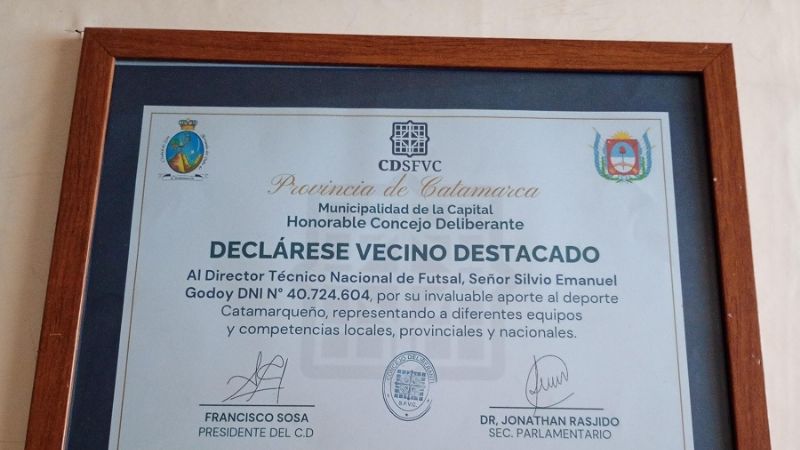 CDSFVC
Provincia de Catamarca
Municipalidad de la Capital
Honorable Concejo Deliberante
DECLÁRESE VECINO DESTACADO
Al Director Técnico Nacional de Futsal, Señor Silvio Emanuel
Godoy DNI N° 40.724.604, por su invaluable aporte al deporte
Catamarqueño, representando a diferentes equipos
y competencias locales, provinciales y nacionales.
CONCEJO DELIBERANTE
S.F.V.C.
FRANCISCO SOSA
PRESIDENTE DEL C.D
DR, JONATHAN RASJIDO
SEC. PARLAMENTARIO